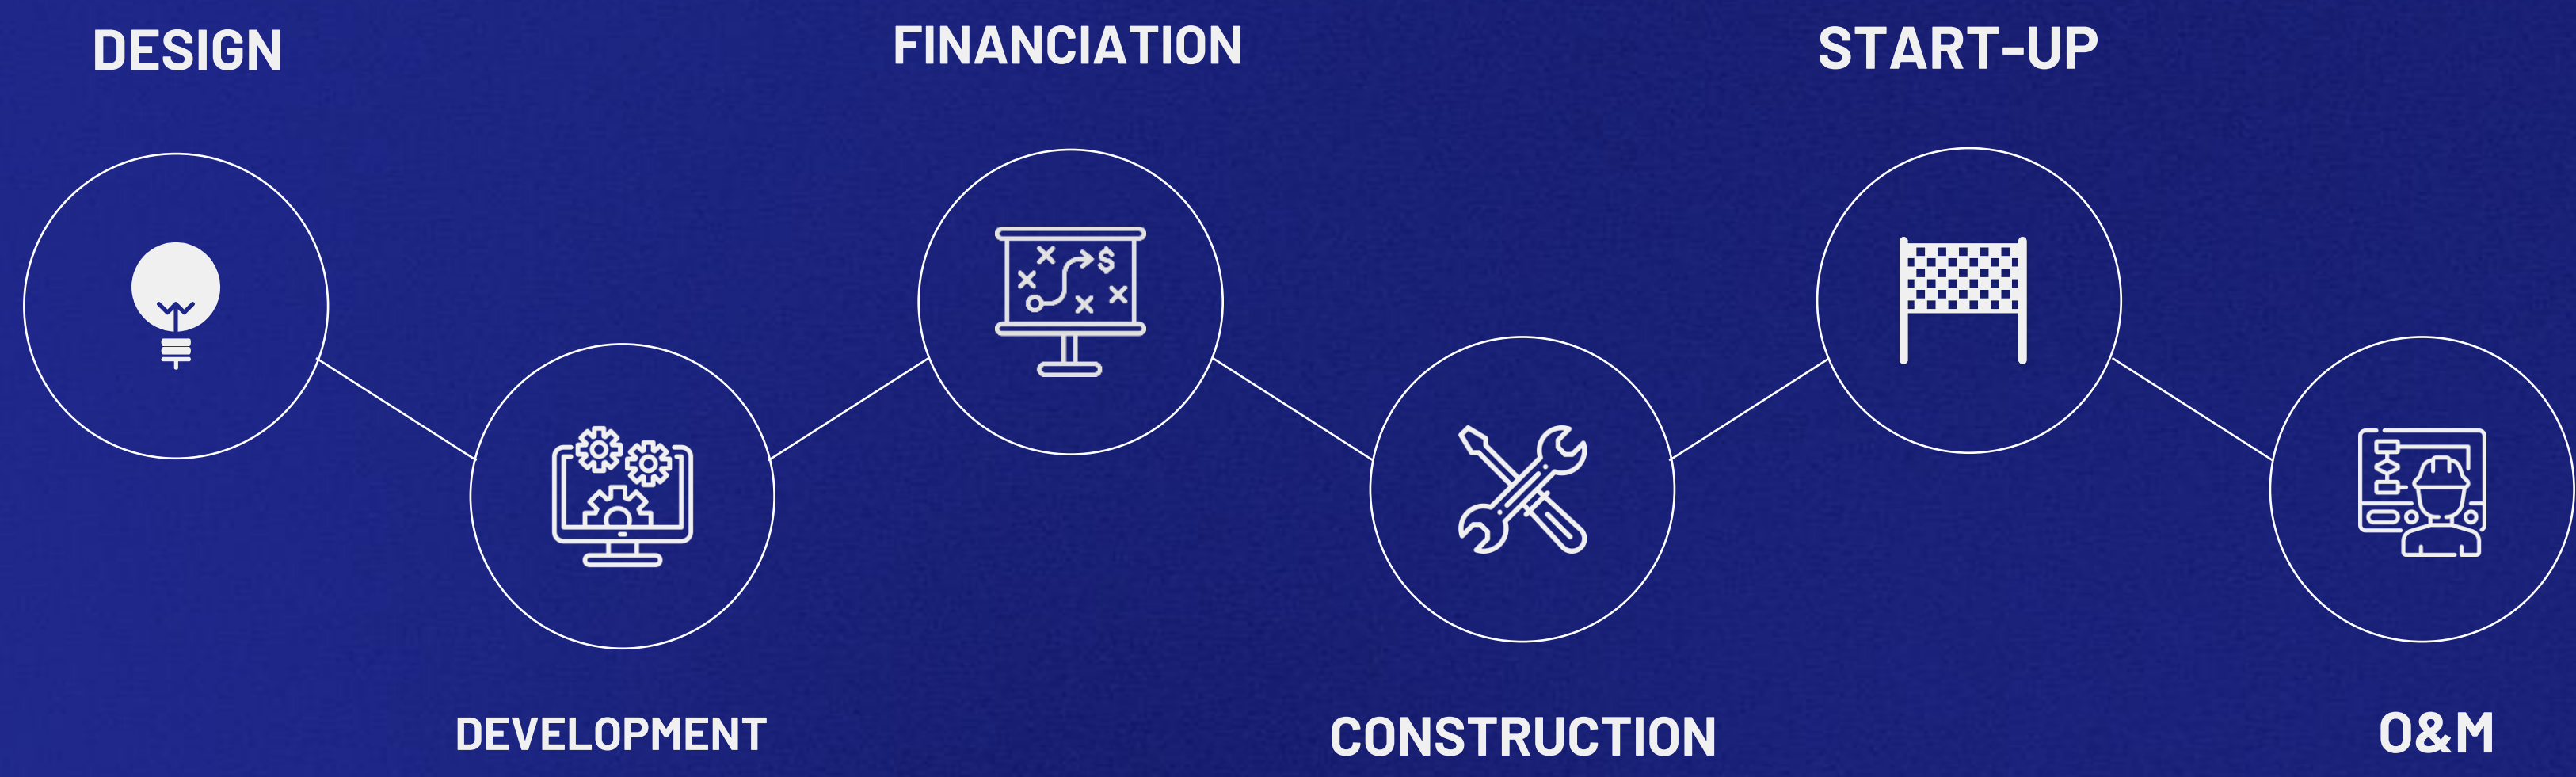 DESIGN
DEVELOPMENT
FINANCIATION
$
CONSTRUCTION
START-UP
O&M